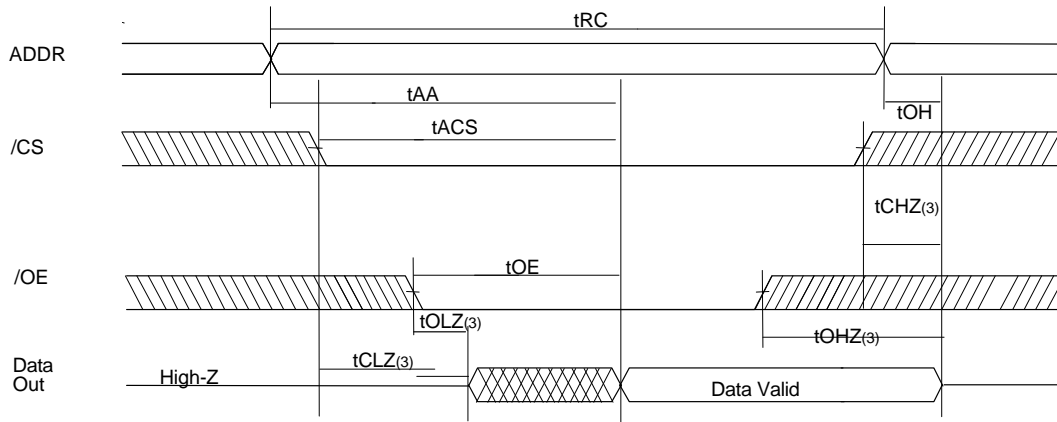 tRC
ADDR
tAA
tOH
tACS
/CS
tCHZ(3)
tOE
/OE
tOLZ(3)
tOHZ(3)
tCLZ(3)
Data
Out
High-Z
Data Valid